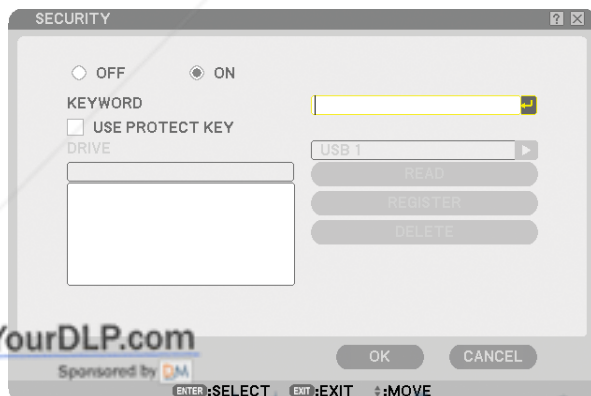 SECURITY
OFF ON
KEYWORD
USE PROTECT KEY
DRIVE USB 1
READ
REGISTER
DELETE
YourDLP.com
Sponsored by DM
OK CANCEL
ENTER:SELECT EXIT:EXIT :MOVE